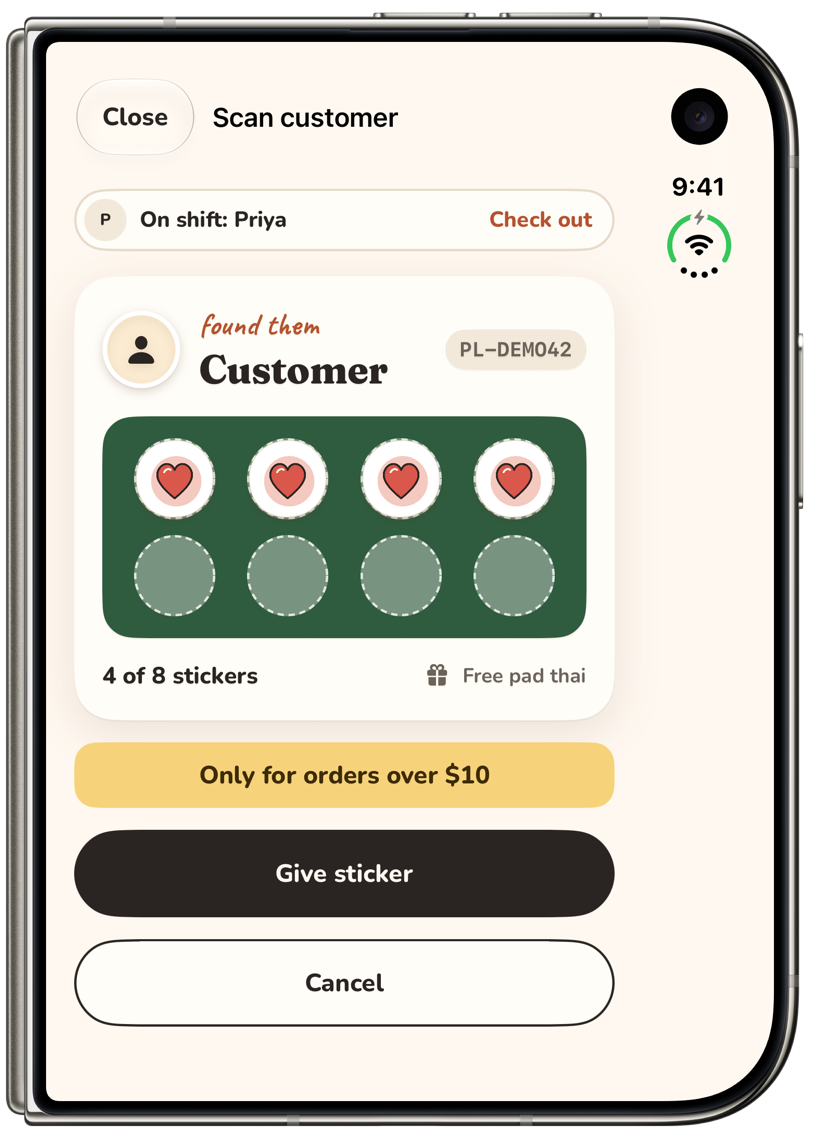 Close
Scan customer
9:41
P
On shift: Priya
Check out
found them
Customer
PL-DEMO42
4 of 8 stickers
Free pad thai
Only for orders over $10
Give sticker
Cancel